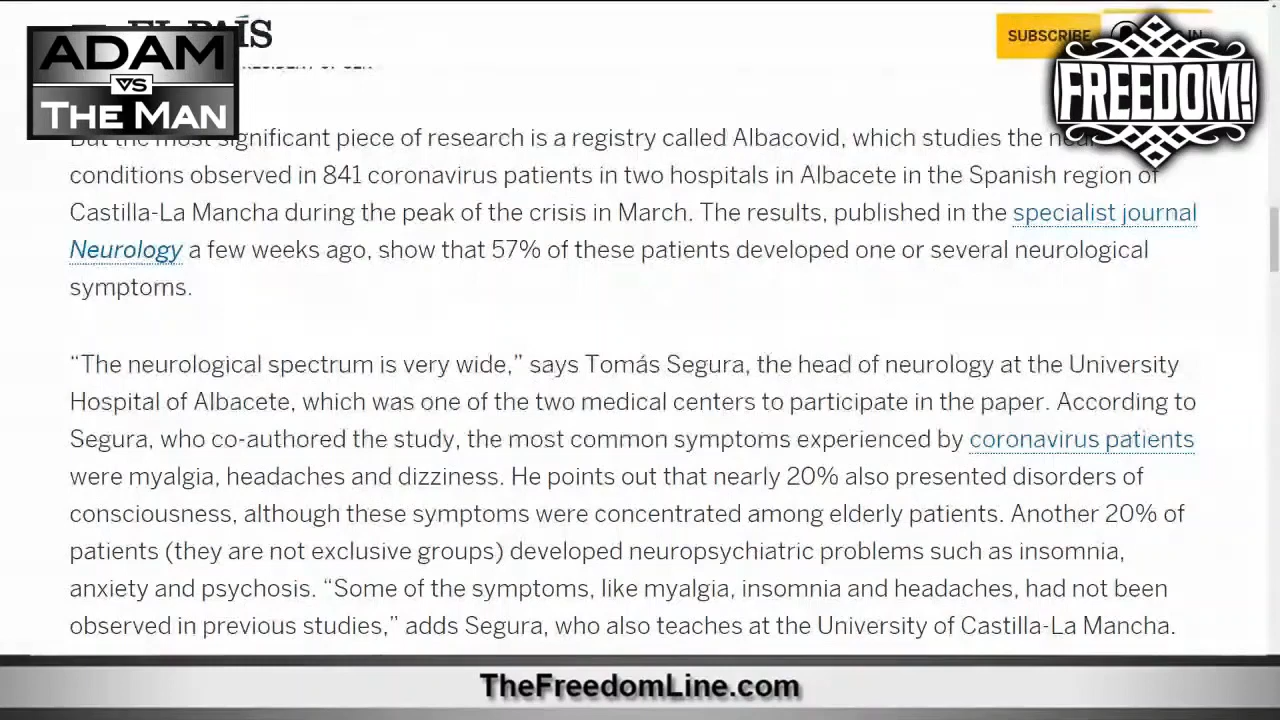 EL PAÍS
SUBSCRIBE
IN
ADAM
VS
THE MAN
FREEDOM!
But the most significant piece of research is a registry called Albacovid, which studies the
conditions observed in 841 coronavirus patients in two hospitals in Albacete in the Spanish region of
Castilla-La Mancha during the peak of the crisis in March. The results, published in the specialist journal
Neurology a few weeks ago, show that 57% of these patients developed one or several neurological
symptoms.
“The neurological spectrum is very wide,” says Tomás Segura, the head of neurology at the University
Hospital of Albacete, which was one of the two medical centers to participate in the paper. According to
Segura, who co-authored the study, the most common symptoms experienced by coronavirus patients
were myalgia, headaches and dizziness. He points out that nearly 20% also presented disorders of
consciousness, although these symptoms were concentrated among elderly patients. Another 20% of
patients (they are not exclusive groups) developed neuropsychiatric problems such as insomnia,
anxiety and psychosis. “Some of the symptoms, like myalgia, insomnia and headaches, had not been
observed in previous studies,” adds Segura, who also teaches at the University of Castilla-La Mancha.
TheFreedomLine.com